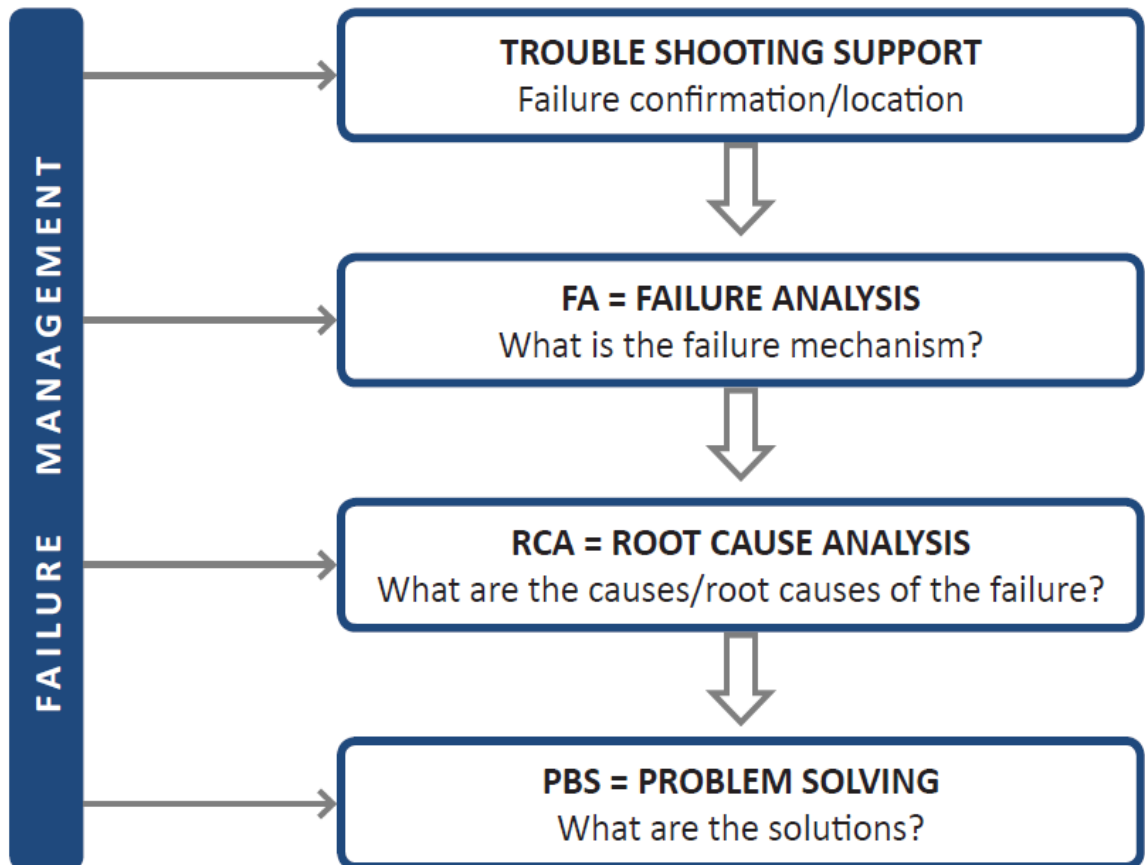 FAILURE MANAGEMENT
TROUBLE SHOOTING SUPPORT
Failure confirmation/location
FA = FAILURE ANALYSIS
What is the failure mechanism?
RCA = ROOT CAUSE ANALYSIS
What are the causes/root causes of the failure?
PBS = PROBLEM SOLVING
What are the solutions?